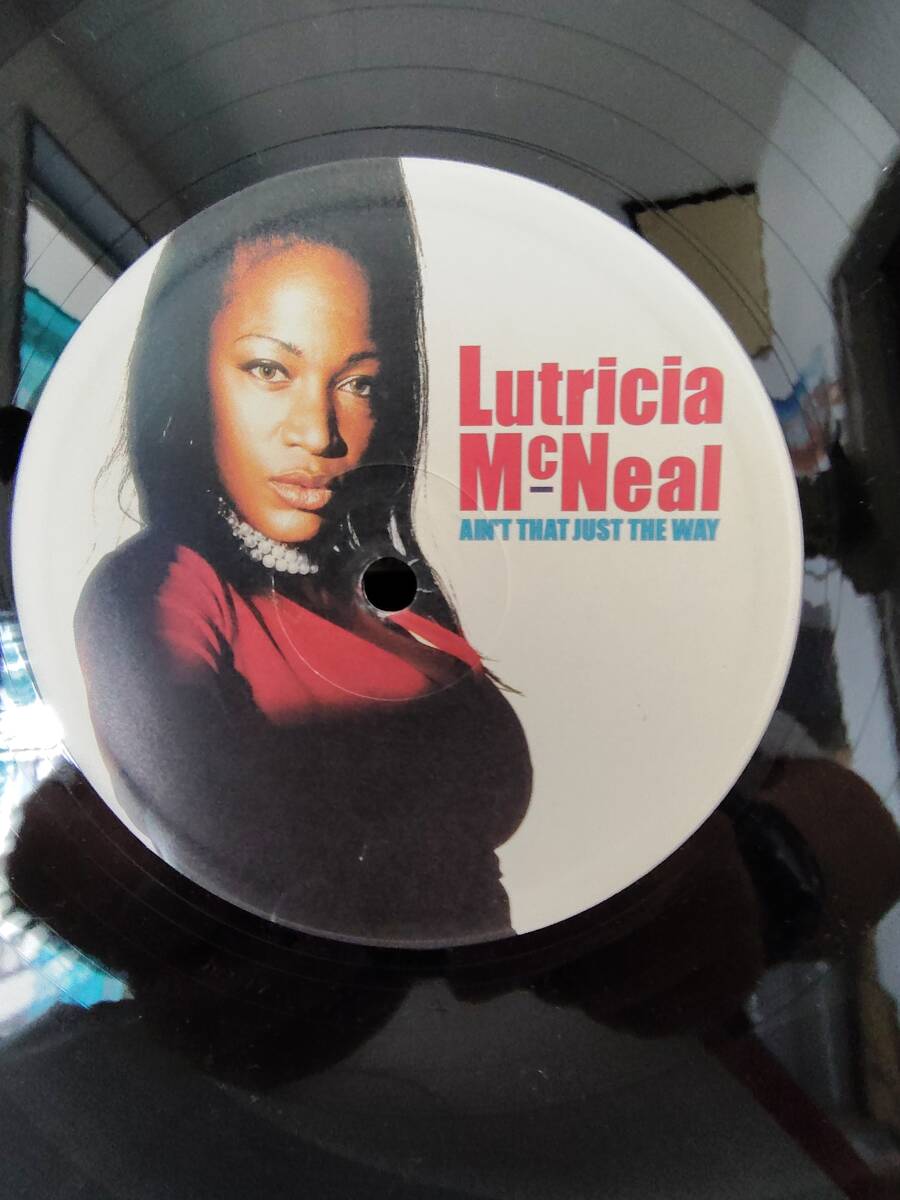 Lutricia
McNeal
AIN'T THAT JUST THE WAY